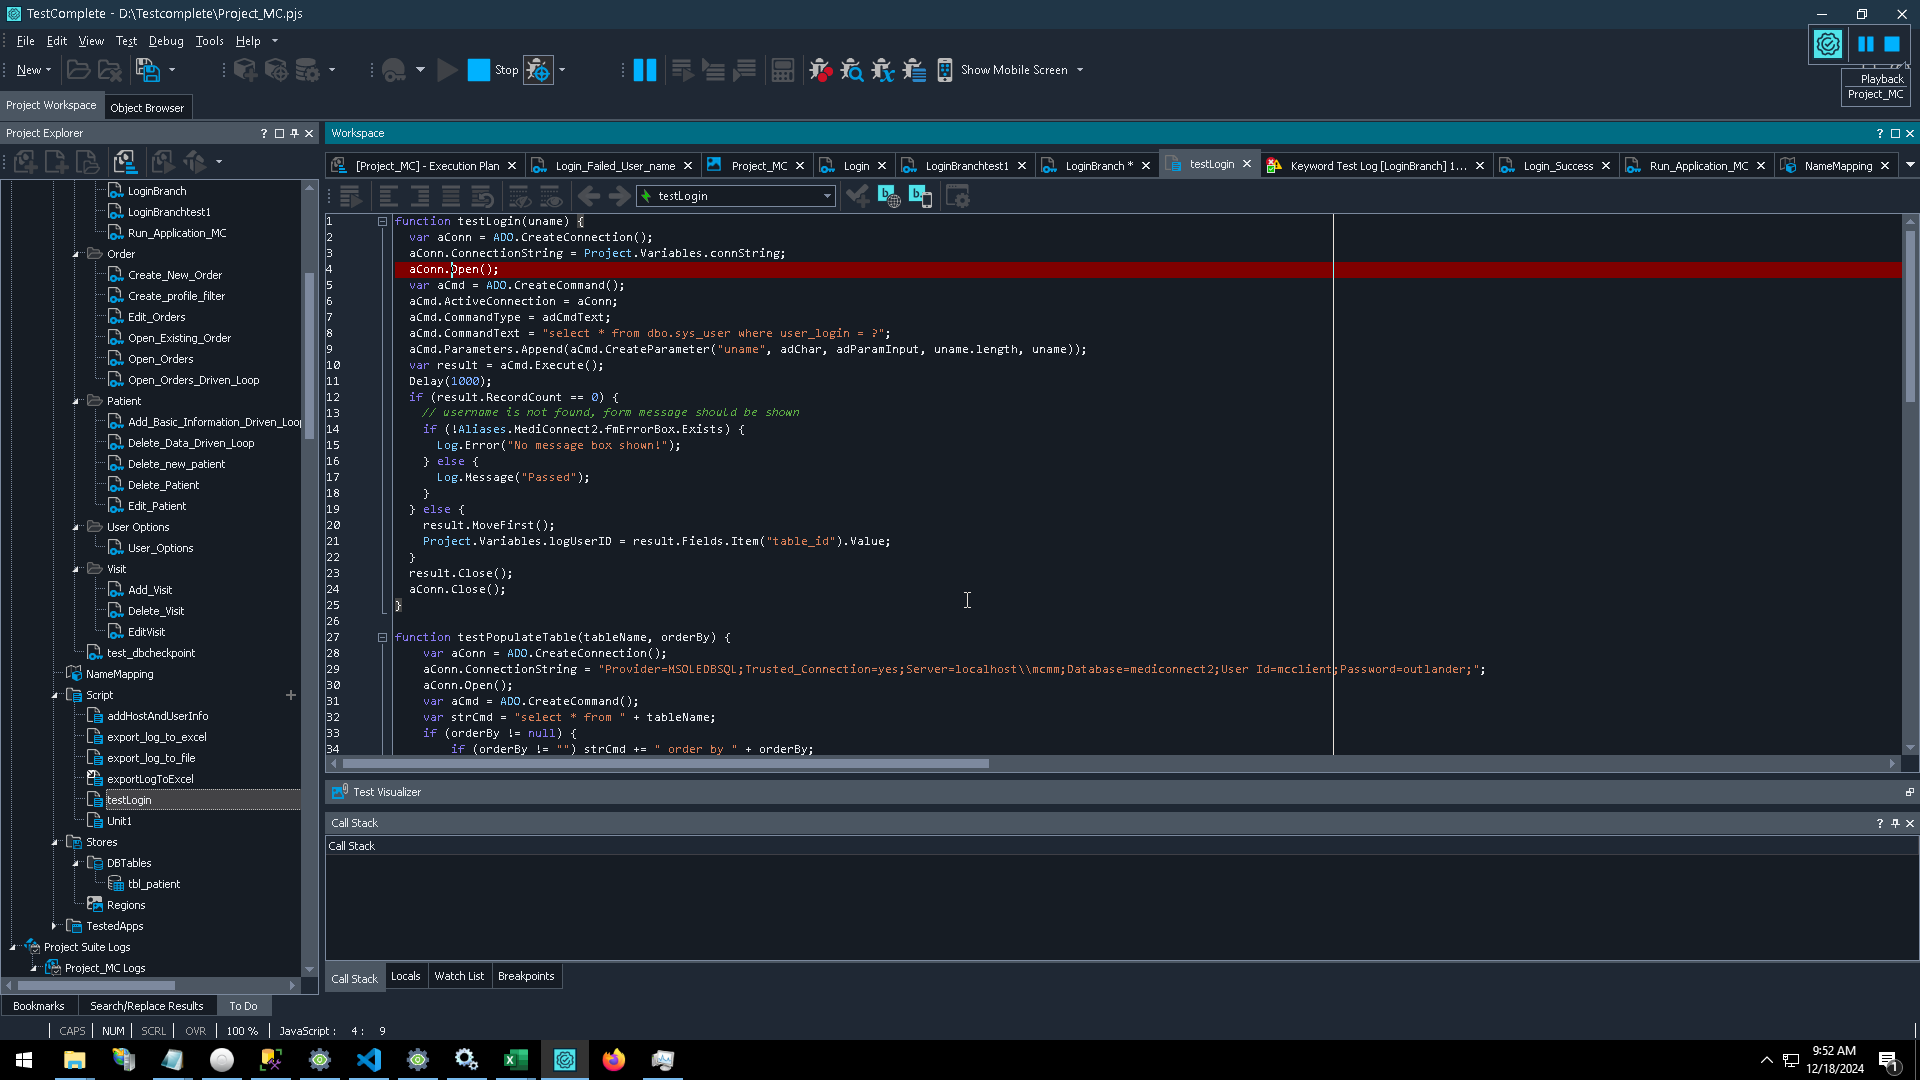 TestComplete - D:\Testcomplete\Project_MC.pjs
File Edit View Test Debug Tools Help
New
Stop
Show Mobile Screen
Playback
Project_MC
Project Workspace
Object Browser
Project Explorer
Workspace
[Project_MC] - Execution Plan
Login_Failed_User_name
Project_MC
Login
LoginBranchtest1
LoginBranch *
testLogin
Keyword Test Log [LoginBranch] 1...
Login_Success
Run_Application_MC
NameMapping
testLogin
LoginBranch
LoginBranchtest1
Run_Application_MC
Order
Create_New_Order
Create_profile_filter
Edit_Orders
Open_Existing_Order
Open_Orders
Open_Orders_Driven_Loop
Patient
Add_Basic_Information_Driven_Loo
Delete_Data_Driven_Loop
Delete_new_patient
Delete_Patient
Edit_Patient
User Options
User_Options
Visit
Add_Visit
Delete_Visit
EditVisit
test_dbcheckpoint
NameMapping
Script
addHostAndUserInfo
export_log_to_excel
export_log_to_file
exportLogToExcel
testLogin
Unit1
Stores
DBTables
tbl_patient
Regions
TestedApps
Project Suite Logs
Project_MC Logs
1 function testLogin(uname) {
2 var aConn = ADO.CreateConnection();
3 aConn.ConnectionString = Project.Variables.connString;
4 aConn.Open();
5 var aCmd = ADO.CreateCommand();
6 aCmd.ActiveConnection = aConn;
7 aCmd.CommandType = adCmdText;
8 aCmd.CommandText = "select * from dbo.sys_user where user_login = ?";
9 aCmd.Parameters.Append(aCmd.CreateParameter("uname", adChar, adParamInput, uname.length, uname));
10 var result = aCmd.Execute();
11 Delay(1000);
12 if (result.RecordCount == 0) {
13 // username is not found, form message should be shown
14 if (!Aliases.MediConnect2.fmErrorBox.Exists) {
15 Log.Error("No message box shown!");
16 } else {
17 Log.Message("Passed");
18 }
19 } else {
20 result.MoveFirst();
21 Project.Variables.logUserID = result.Fields.Item("table_id").Value;
22 }
23 result.Close();
24 aConn.Close();
25 }
26
27 function testPopulateTable(tableName, orderBy) {
28 var aConn = ADO.CreateConnection();
29 aConn.ConnectionString = "Provider=MSOLEDBSQL;Trusted_Connection=yes;Server=localhost\\mcmm;Database=mediconnect2;User Id=mcclient;Password=outlander;";
30 aConn.Open();
31 var aCmd = ADO.CreateCommand();
32 var strCmd = "select * from " + tableName;
33 if (orderBy != null) {
34 if (orderBy != "") strCmd += " order by " + orderBy;
Test Visualizer
Call Stack
Call Stack
Call Stack
Locals
Watch List
Breakpoints
Bookmarks
Search/Replace Results
To Do
CAPS NUM SCRL OVR 100 % JavaScript : 4 : 9
9:52 AM
12/18/2024
1